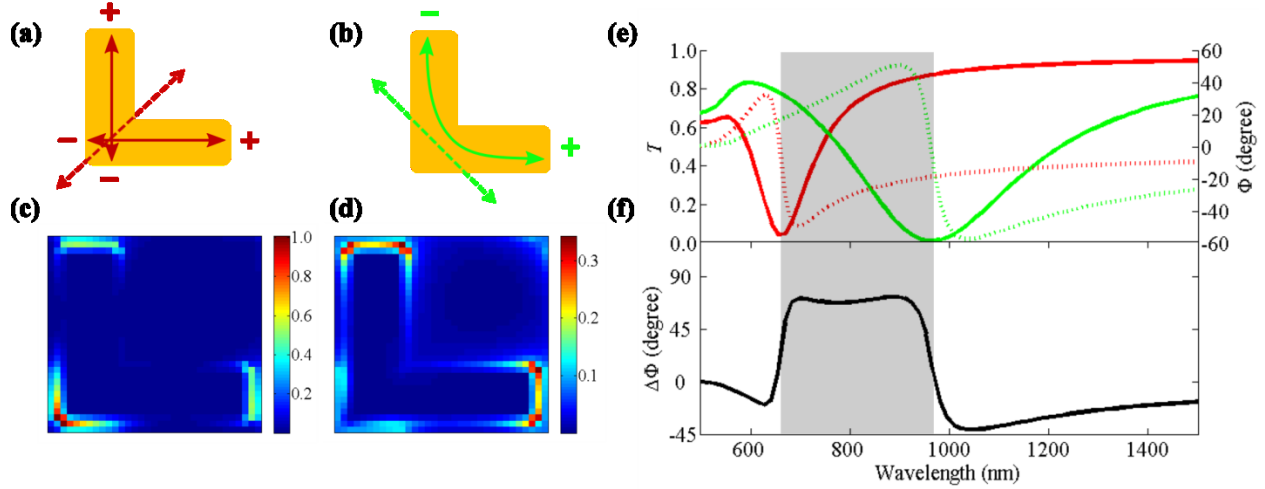 (a) + - - + 
(b) - +
(c) 1.0 0.8 0.6 0.4 0.2
(d) 0.3 0.2 0.1
(e) 1.0 0.8 0.6 0.4 0.2 0.0
T
60 40 20 0 -20 -40 -60
Φ (degree)
(f) 90 45 0 -45
ΔΦ (degree)
600 800 1000 1200 1400
Wavelength (nm)